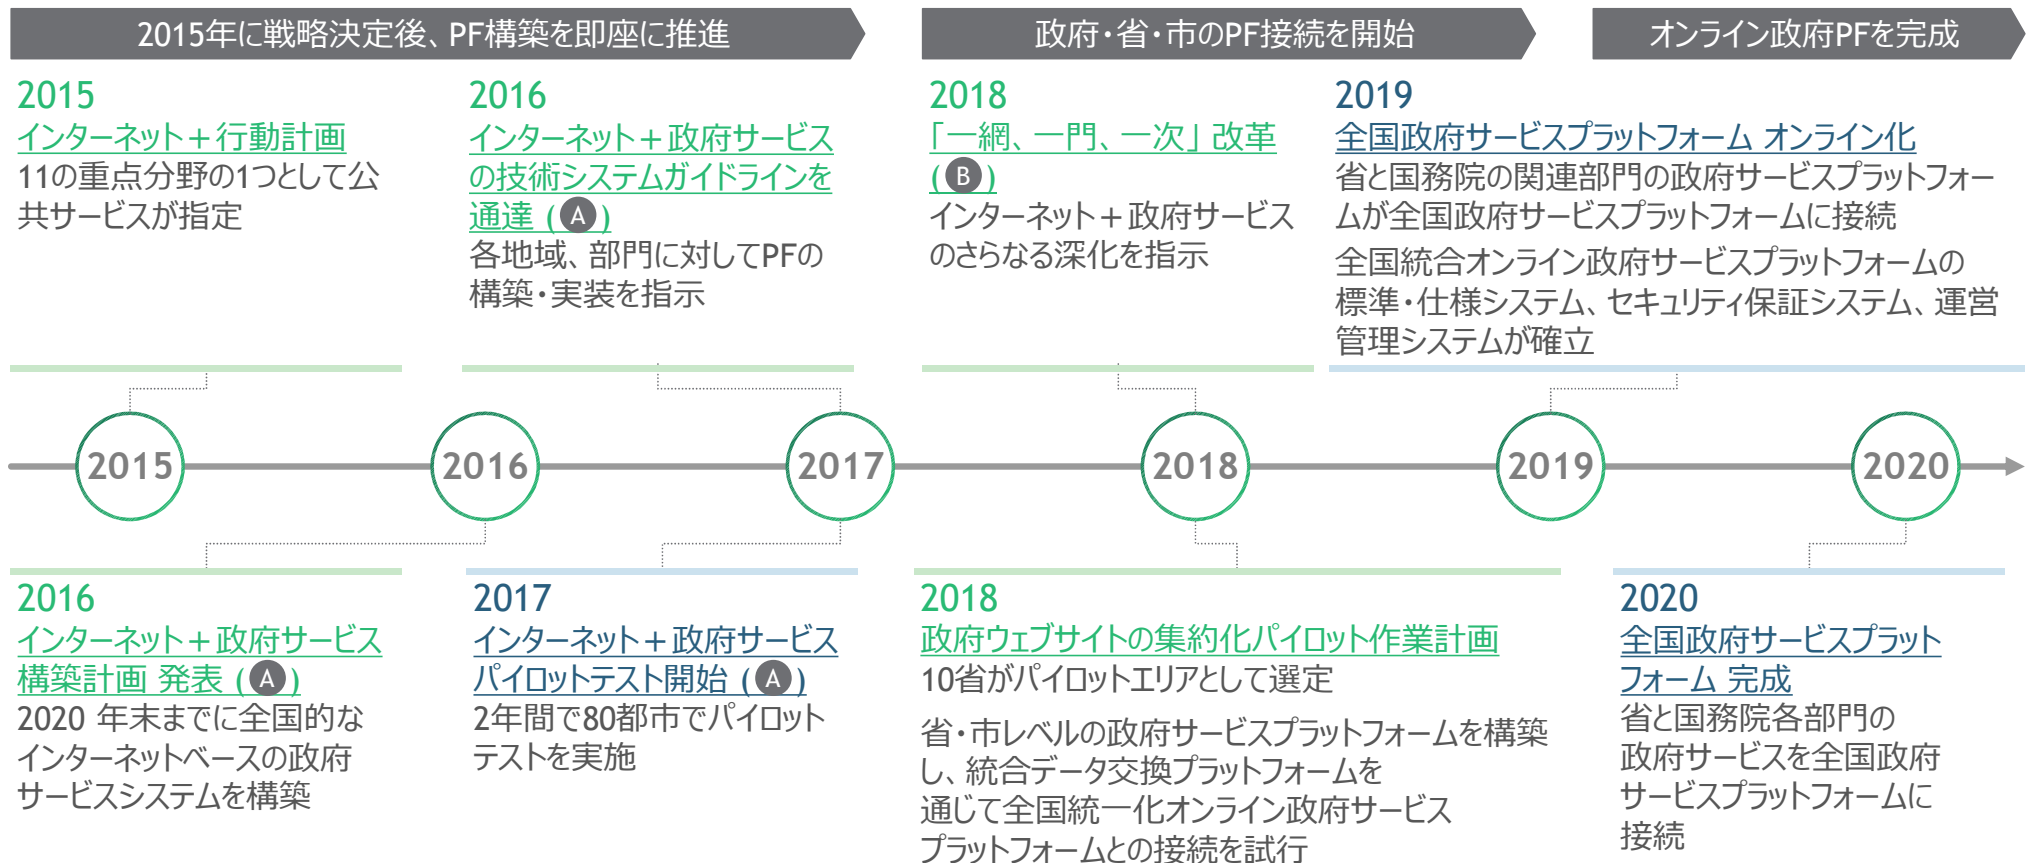 2015年に戦略決定後、PF構築を即座に推進
政府・省・市のPF接続を開始
オンライン政府PFを完成
2015
インターネット＋行動計画
11の重点分野の1つとして公
共サービスが指定
2016
インターネット＋政府サービス
の技術システムガイドラインを
通達 (A)
各地域、部門に対してPFの
構築・実装を指示
2018
「一網、一門、一次」改革
(B)
インターネット＋政府サービス
のさらなる深化を指示
2019
全国政府サービスプラットフォーム オンライン化
省と国務院の関連部門の政府サービスプラットフォー
ムが全国政府サービスプラットフォームに接続
全国統合オンライン政府サービスプラットフォームの
標準・仕様システム、セキュリティ保証システム、運営
管理システムが確立
2015
2016
2017
2018
2019
2020
2016
インターネット＋政府サービス
構築計画 発表 (A)
2020 年末までに全国的な
インターネットベースの政府
サービスシステムを構築
2017
インターネット＋政府サービス
パイロットテスト開始 (A)
2年間で80都市でパイロット
テストを実施
2018
政府ウェブサイトの集約化パイロット作業計画
10省がパイロットエリアとして選定
省・市レベルの政府サービスプラットフォームを構築
し、統合データ交換プラットフォームを
通じて全国統一化オンライン政府サービス
プラットフォームとの接続を試行
2020
全国政府サービスプラット
フォーム 完成
省と国務院各部門の
政府サービスを全国政府
サービスプラットフォームに
接続